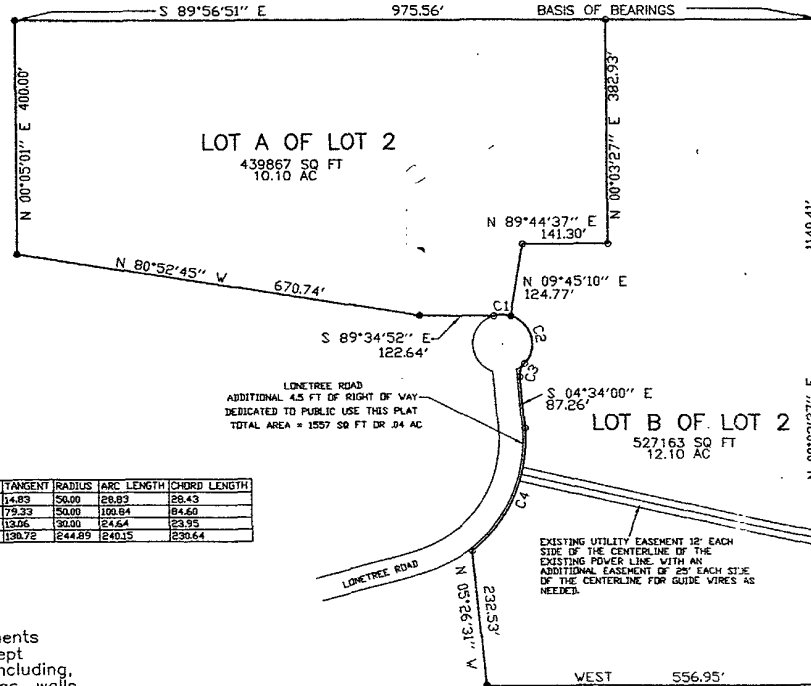 S 89°56'51" E 975.56' BASIS OF BEARINGS
N 00°05'01" E 400.00'
382.93'
N 00°03'27" E
LOT A OF LOT 2
439867 SQ FT
10.10 AC
N 89°44'37" E
141.30'
N 09°45'10" E
124.77'
N 80°52'45" W 670.74'
C1
C2
C3
S 89°34'52" E
122.64'
LONETREE ROAD
ADDITIONAL 4.5 FT OF RIGHT OF WAY
DEDICATED TO PUBLIC USE THIS PLAT
TOTAL AREA = 1557 SQ FT OR .04 AC
S 04°34'00" E
87.26'
LOT B OF LOT 2
527163 SQ FT
12.10 AC
TANGENT RADIUS ARC LENGTH CHORD LENGTH
14.83 50.00 28.83 28.43
79.33 50.00 100.84 84.60
13.06 30.00 24.64 23.95
130.72 244.89 240.15 230.64
C4
EXISTING UTILITY EASEMENT 12' EACH
SIDE OF THE CENTERLINE OF THE
EXISTING POWER LINE WITH AN
ADDITIONAL EASEMENT OF 25' EACH SIDE
OF THE CENTERLINE FOR GUIDE WIRES AS
NEEDED.
LONETREE ROAD
N 05°26'31" W
232.53'
WEST 556.95'